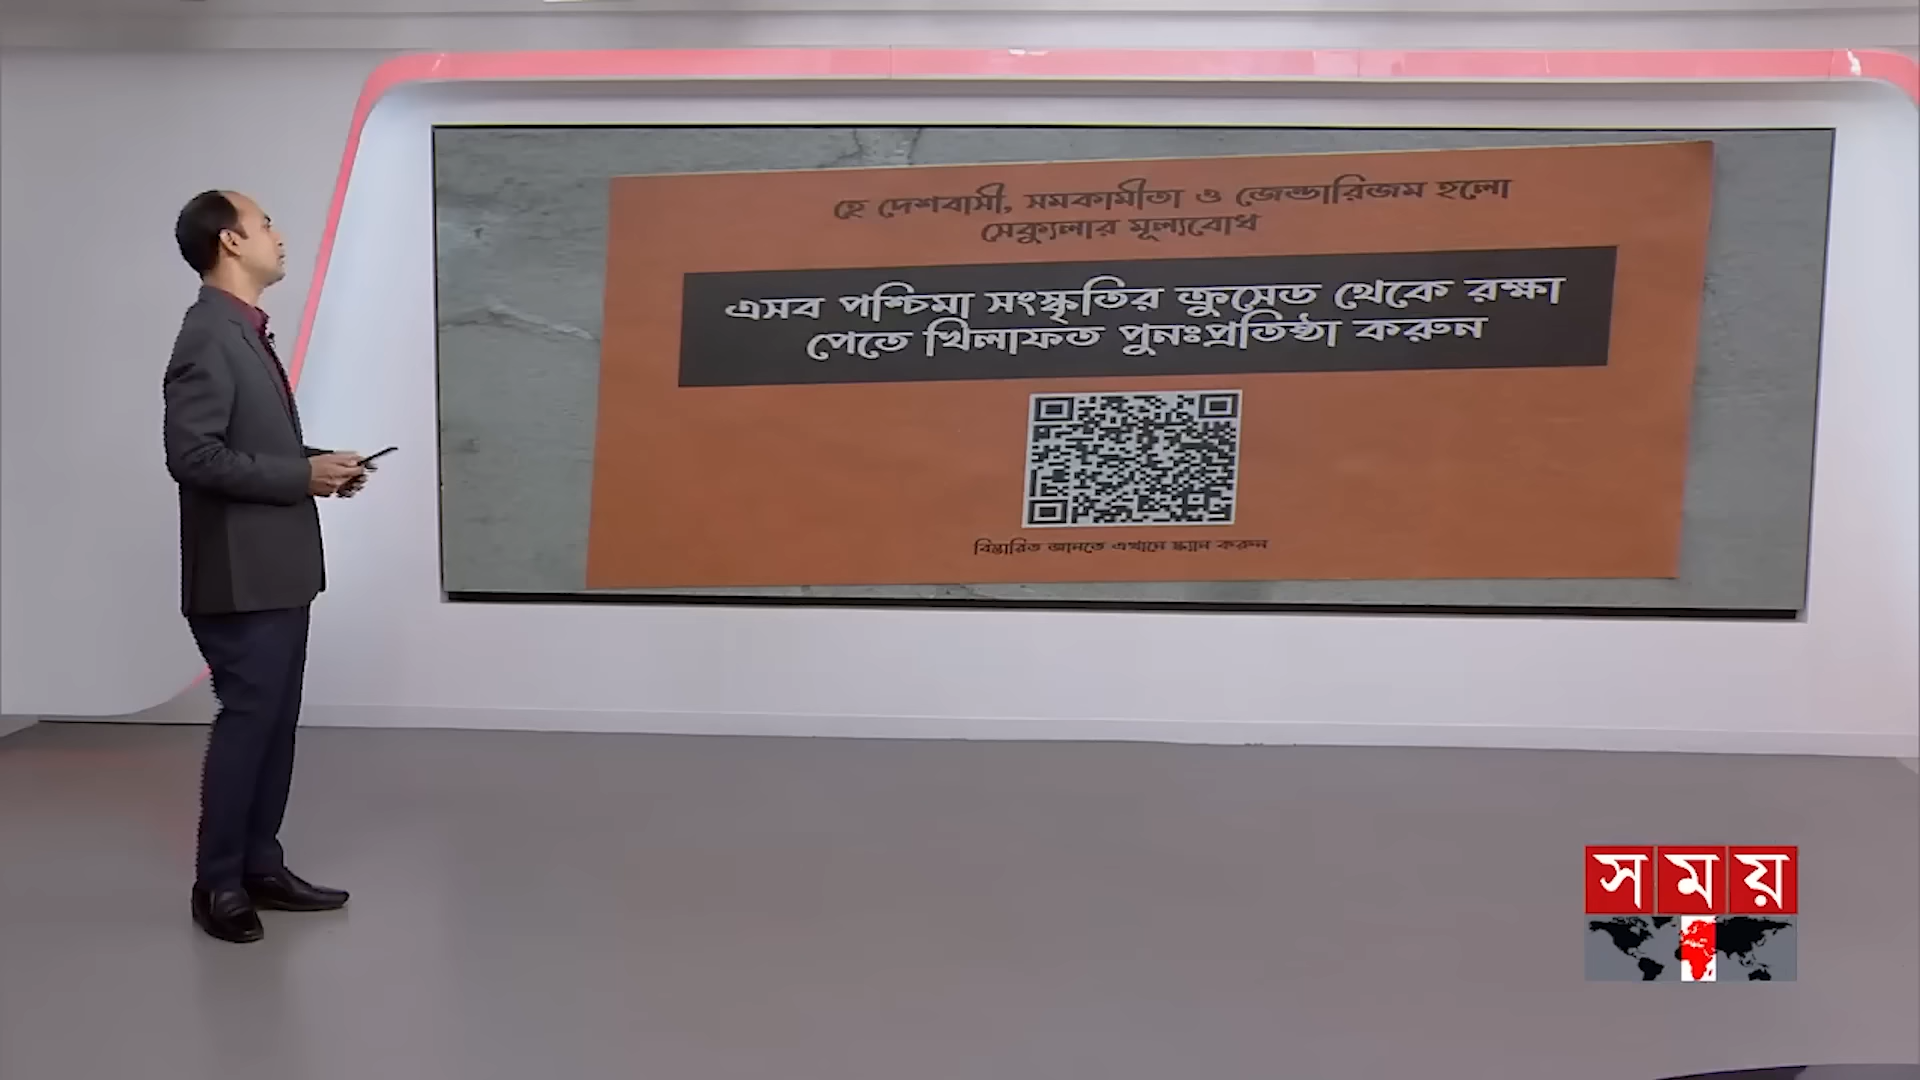 হে দেশবাসী, সমকামীতা ও জেন্ডারিজম হলো
সেক্যুলার মূল্যবোধ
এসব পশ্চিমা সংস্কৃতির ক্রুসেড থেকে রক্ষা
পেতে খিলাফত পুনঃপ্রতিষ্ঠা করুন
বিস্তারিত জানতে এখানে স্ক্যান করুন
সময়